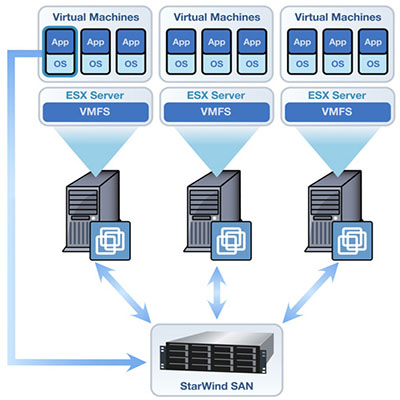 Virtual Machines Virtual Machines Virtual Machines
App App App App App App App App App
OS OS OS OS OS OS OS OS OS
ESX Server ESX Server ESX Server
VMFS VMFS VMFS
StarWind SAN